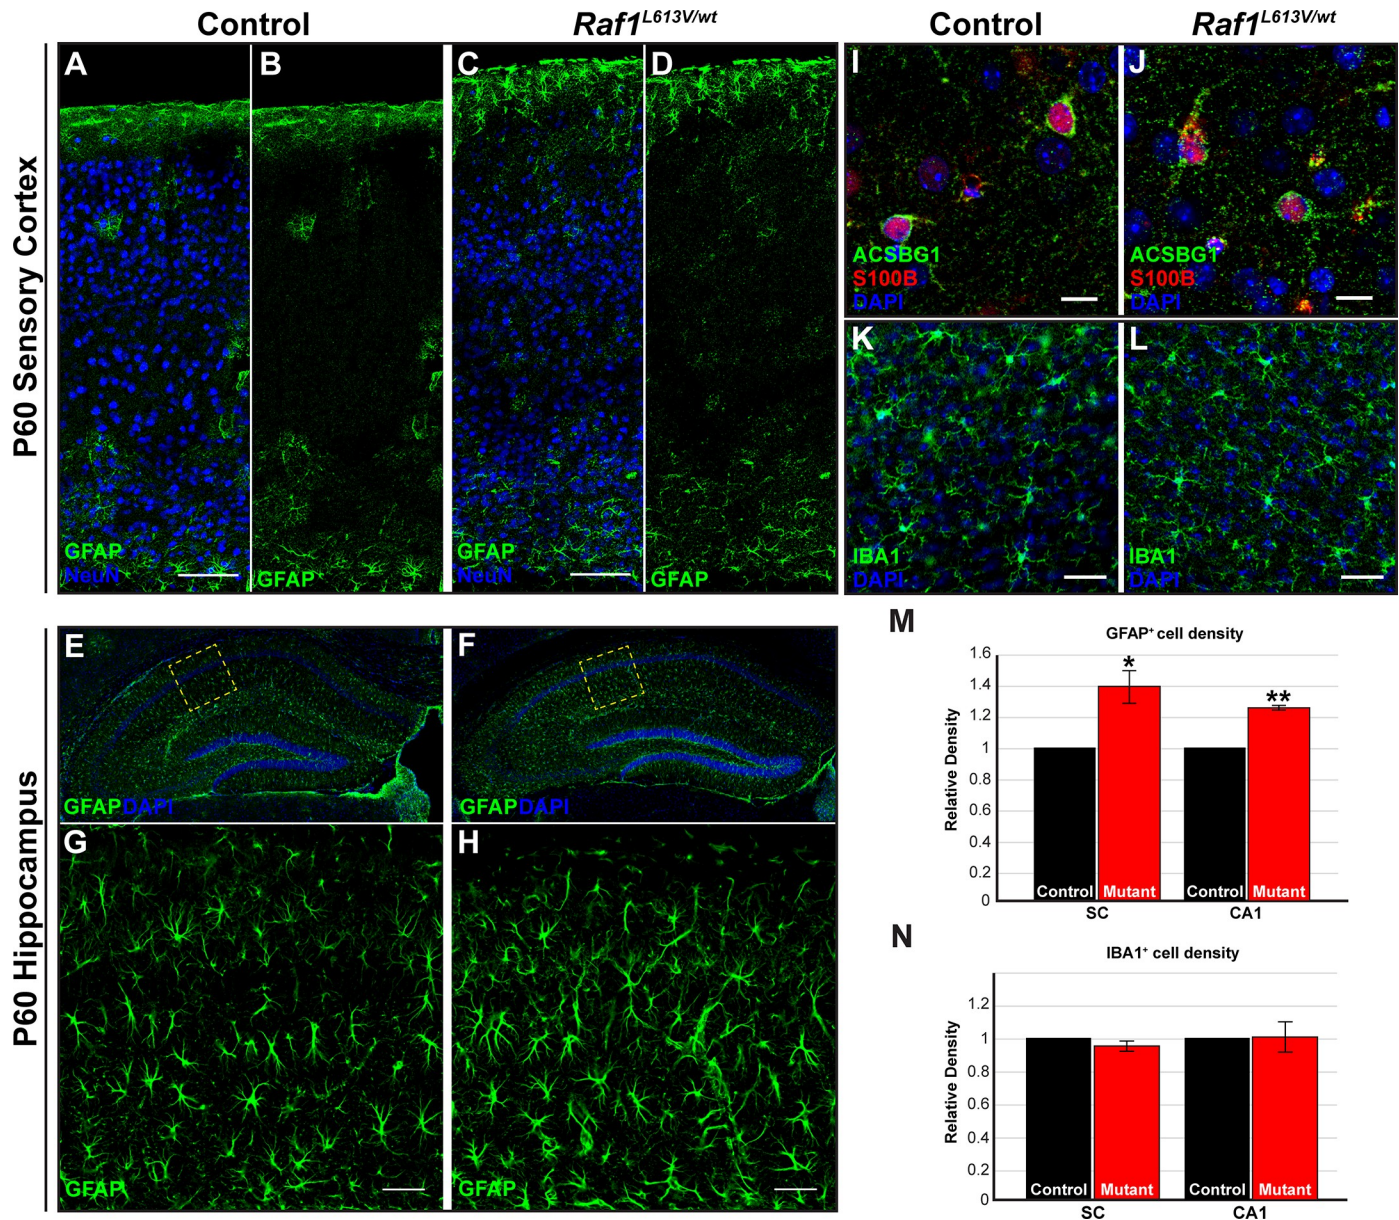 Control
Raf1L613V/wt
Control
Raf1L613V/wt
P60 Sensory Cortex
A
GFAP
NeuN
B
GFAP
C
GFAP
NeuN
D
GFAP
I
ACSBG1
S100B
DAPI
J
ACSBG1
S100B
DAPI
K
IBA1
DAPI
L
IBA1
DAPI
P60 Hippocampus
E
GFAPDAPI
F
GFAPDAPI
G
GFAP
H
GFAP
M
GFAP+ cell density
Relative Density
1.6
1.4
1.2
1
0.8
0.6
0.4
0.2
0
*
**
Control
Mutant
Control
Mutant
SC
CA1
N
IBA1+ cell density
Relative Density
1.2
1
0.8
0.6
0.4
0.2
0
Control
Mutant
Control
Mutant
SC
CA1